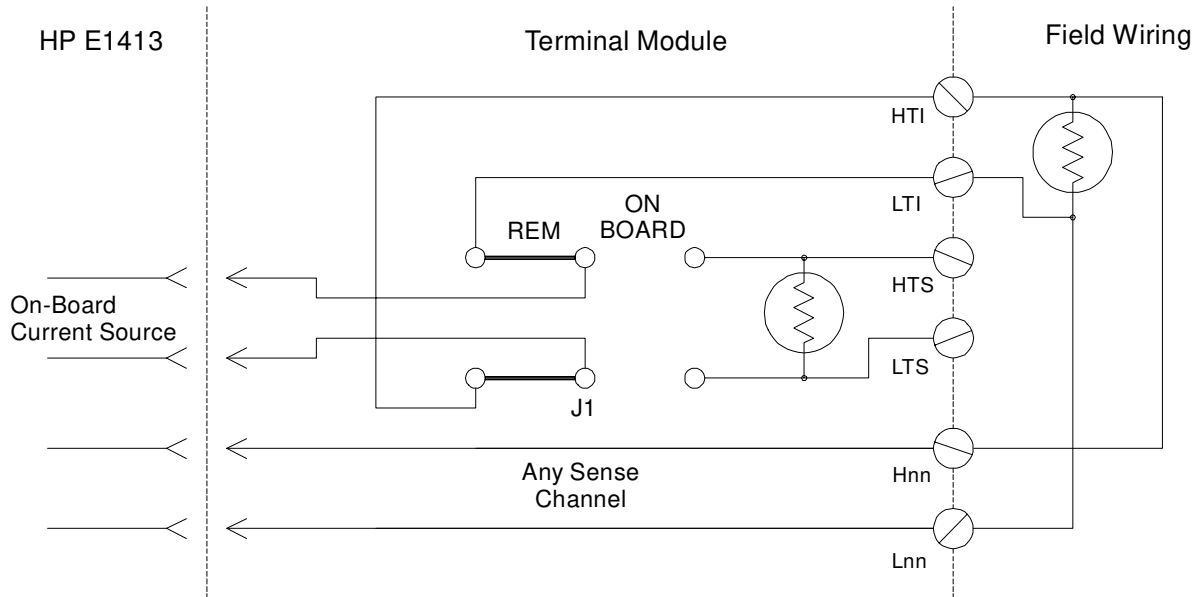 HP E1413
Terminal Module
Field Wiring
HTI
LTI
REM
ON
BOARD
HTS
On-Board
Current Source
LTS
J1
Any Sense
Channel
Hnn
Lnn